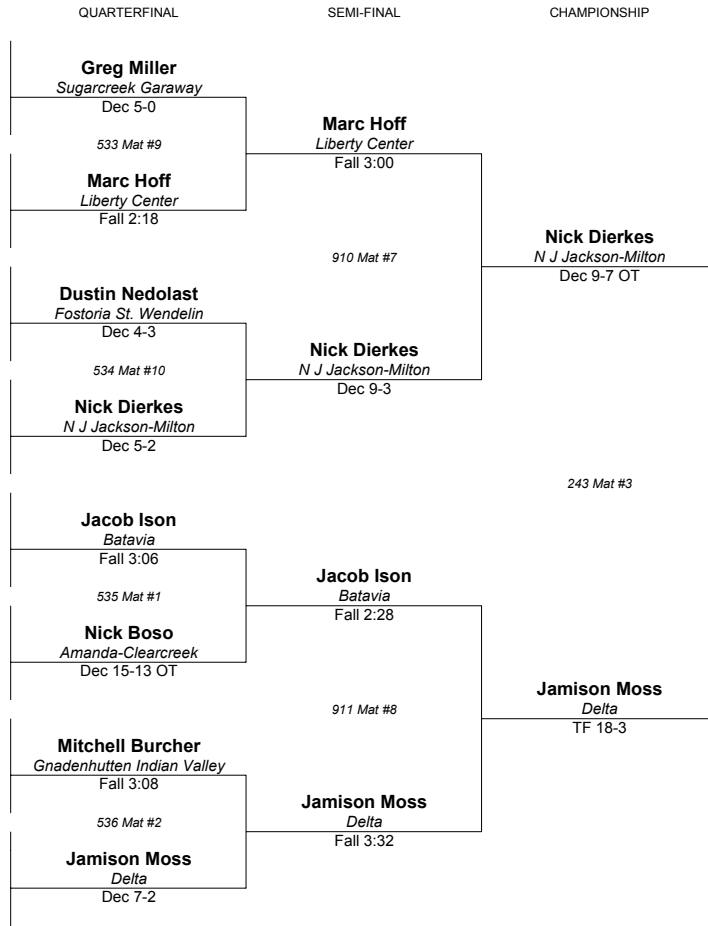 QUARTERFINAL
SEMI-FINAL
CHAMPIONSHIP
Greg Miller
Sugarcreek Garaway
Dec 5-0
533 Mat #9
Marc Hoff
Liberty Center
Fall 2:18
Marc Hoff
Liberty Center
Fall 3:00
910 Mat #7
Nick Dierkes
N J Jackson-Milton
Dec 9-7 OT
Dustin Nedolast
Fostoria St. Wendelin
Dec 4-3
534 Mat #10
Nick Dierkes
N J Jackson-Milton
Dec 5-2
Nick Dierkes
N J Jackson-Milton
Dec 9-3
243 Mat #3
Jacob Ison
Batavia
Fall 3:06
535 Mat #1
Nick Boso
Amanda-Clearcreek
Dec 15-13 OT
Jacob Ison
Batavia
Fall 2:28
911 Mat #8
Jamison Moss
Delta
TF 18-3
Mitchell Burcher
Gnadenhutten Indian Valley
Fall 3:08
536 Mat #2
Jamison Moss
Delta
Dec 7-2
Jamison Moss
Delta
Fall 3:32